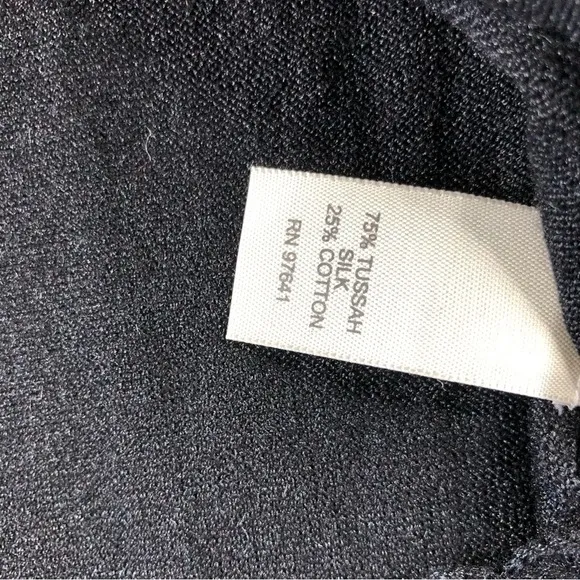 75% TUSSAH
SILK
25% COTTON
RN 97641